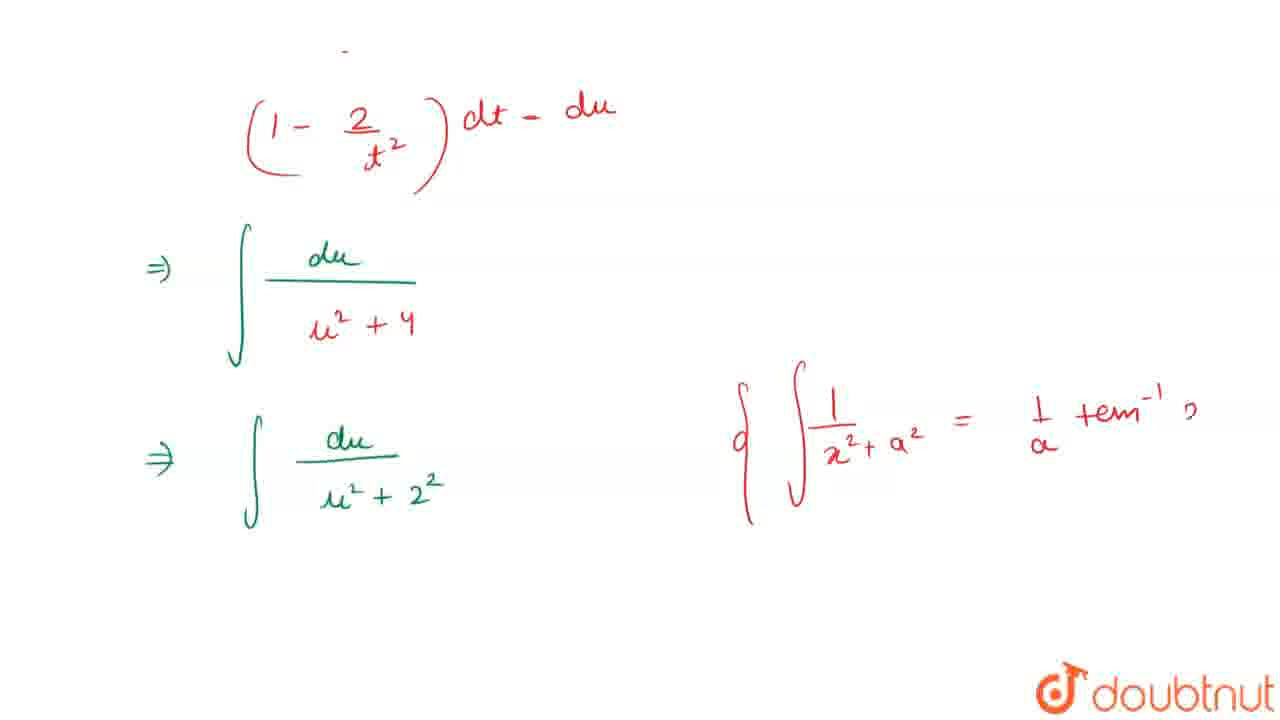 (1 - 2/t²) dt - du
⇒ ∫ du/(u² + 4)
⇒ ∫ du/(u² + 2²)
{ ∫ 1/(x² + a²) = 1/a tan⁻¹
doubtnut